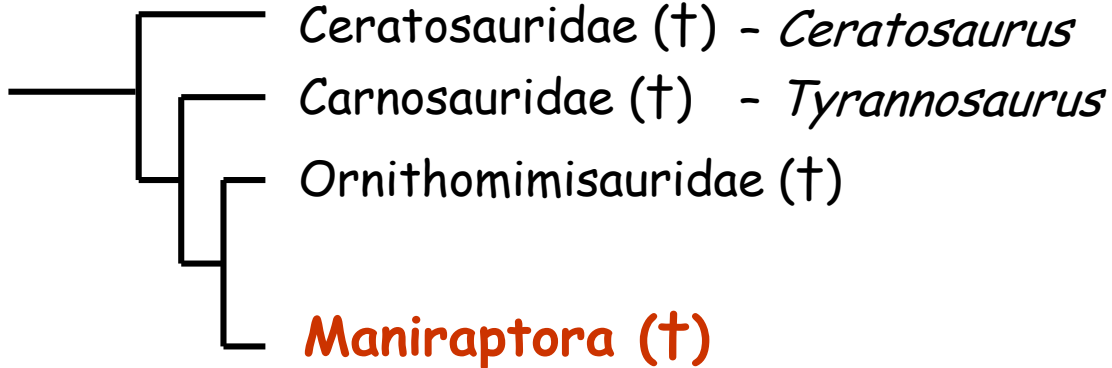 Ceratosauridae (†) – Ceratosaurus
Carnosauridae (†) – Tyrannosaurus
Ornithomimisauridae (†)
Maniraptora (†)